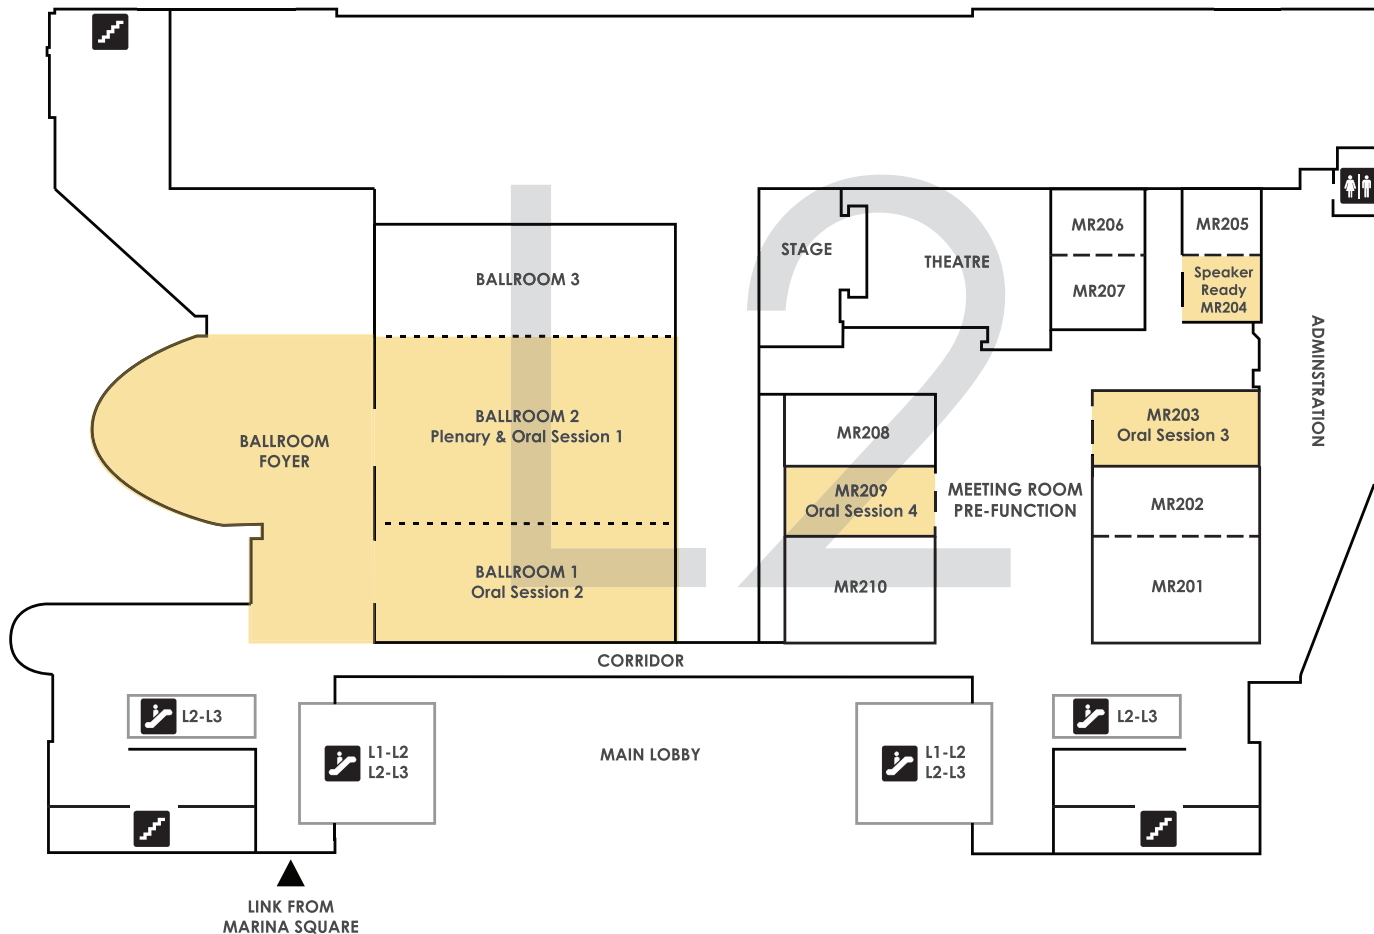 L2
MR206
MR205
STAGE
THEATRE
BALLROOM 3
MR207
Speaker
Ready
MR204
ADMINSTRATION
BALLROOM 2
Plenary & Oral Session 1
BALLROOM
FOYER
MR208
MR203
Oral Session 3
MR209
Oral Session 4
MEETING ROOM
PRE-FUNCTION
MR202
BALLROOM 1
Oral Session 2
MR210
MR201
CORRIDOR
L2-L3
L1-L2
L2-L3
MAIN LOBBY
L1-L2
L2-L3
L2-L3
LINK FROM
MARINA SQUARE